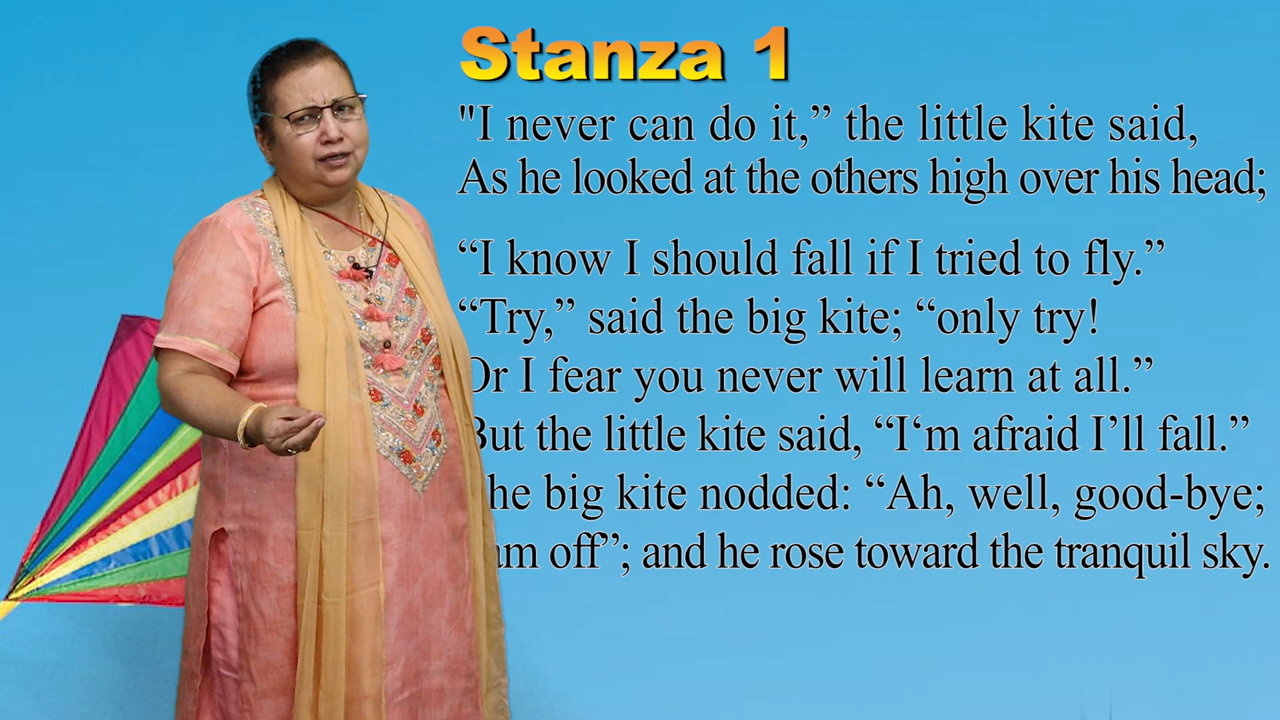 Stanza 1
"I never can do it,” the little kite said,
As he looked at the others high over his head;
“I know I should fall if I tried to fly.”
“Try,” said the big kite; “only try!
Or I fear you never will learn at all.”
But the little kite said, “I‘m afraid I’ll fall.”
he big kite nodded: “Ah, well, good-bye;
am off”; and he rose toward the tranquil sky.